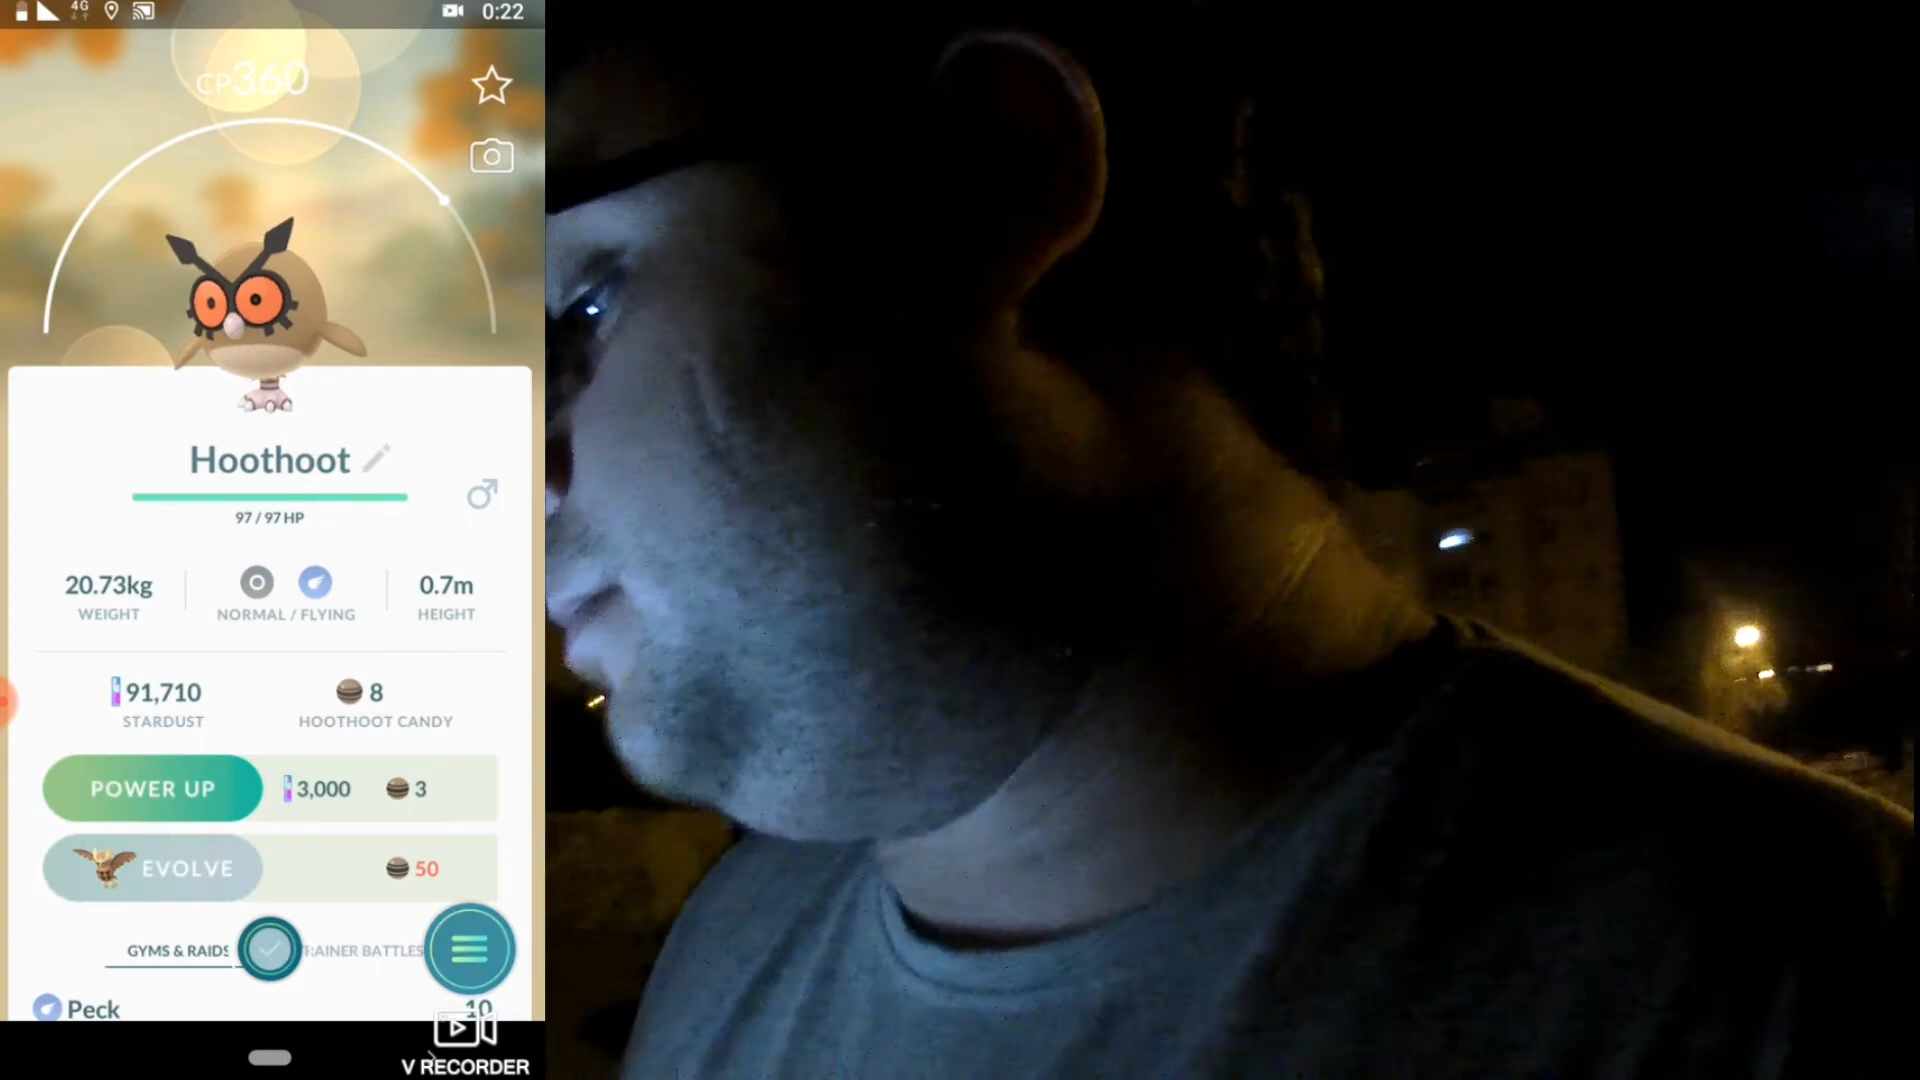 4G 0:22
CP360
Hoothoot
97 / 97 HP
20.73kg
WEIGHT
NORMAL / FLYING
0.7m
HEIGHT
91,710
STARDUST
8
HOOTHOOT CANDY
POWER UP 3,000 3
EVOLVE 50
GYMS & RAIDS RAINER BATTLES
Peck 10
V RECORDER